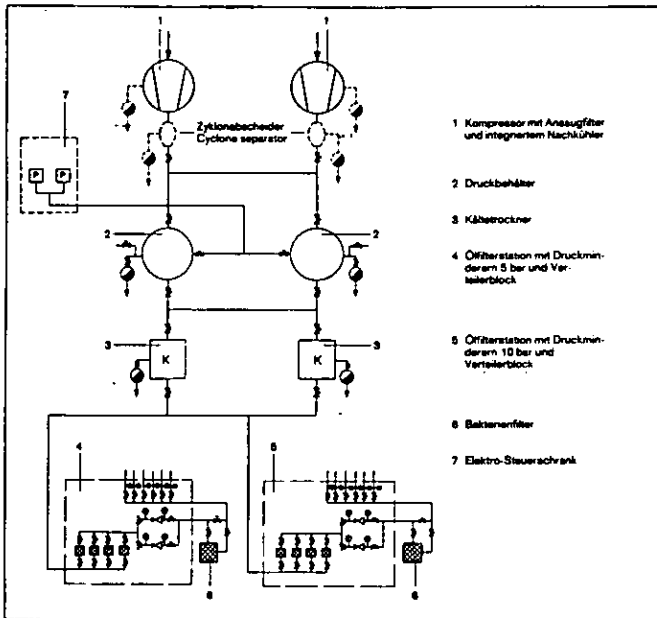 1
1
7
Zyklonabscheider
Cyclone separator
P
P
2
2
3
3
K
K
4
5
6
6
1 Kompressor mit Ansaugfilter
und integriertem Nachkühler
2 Druckbehälter
3 Kältetrockner
4 Ölfilterstation mit Druckmin-
derern 5 bar und Ver-
teilerblock
5 Ölfilterstation mit Druckmin-
derern 10 bar und
Verteilerblock
6 Bakterienfilter
7 Elektro-Steuerschrank